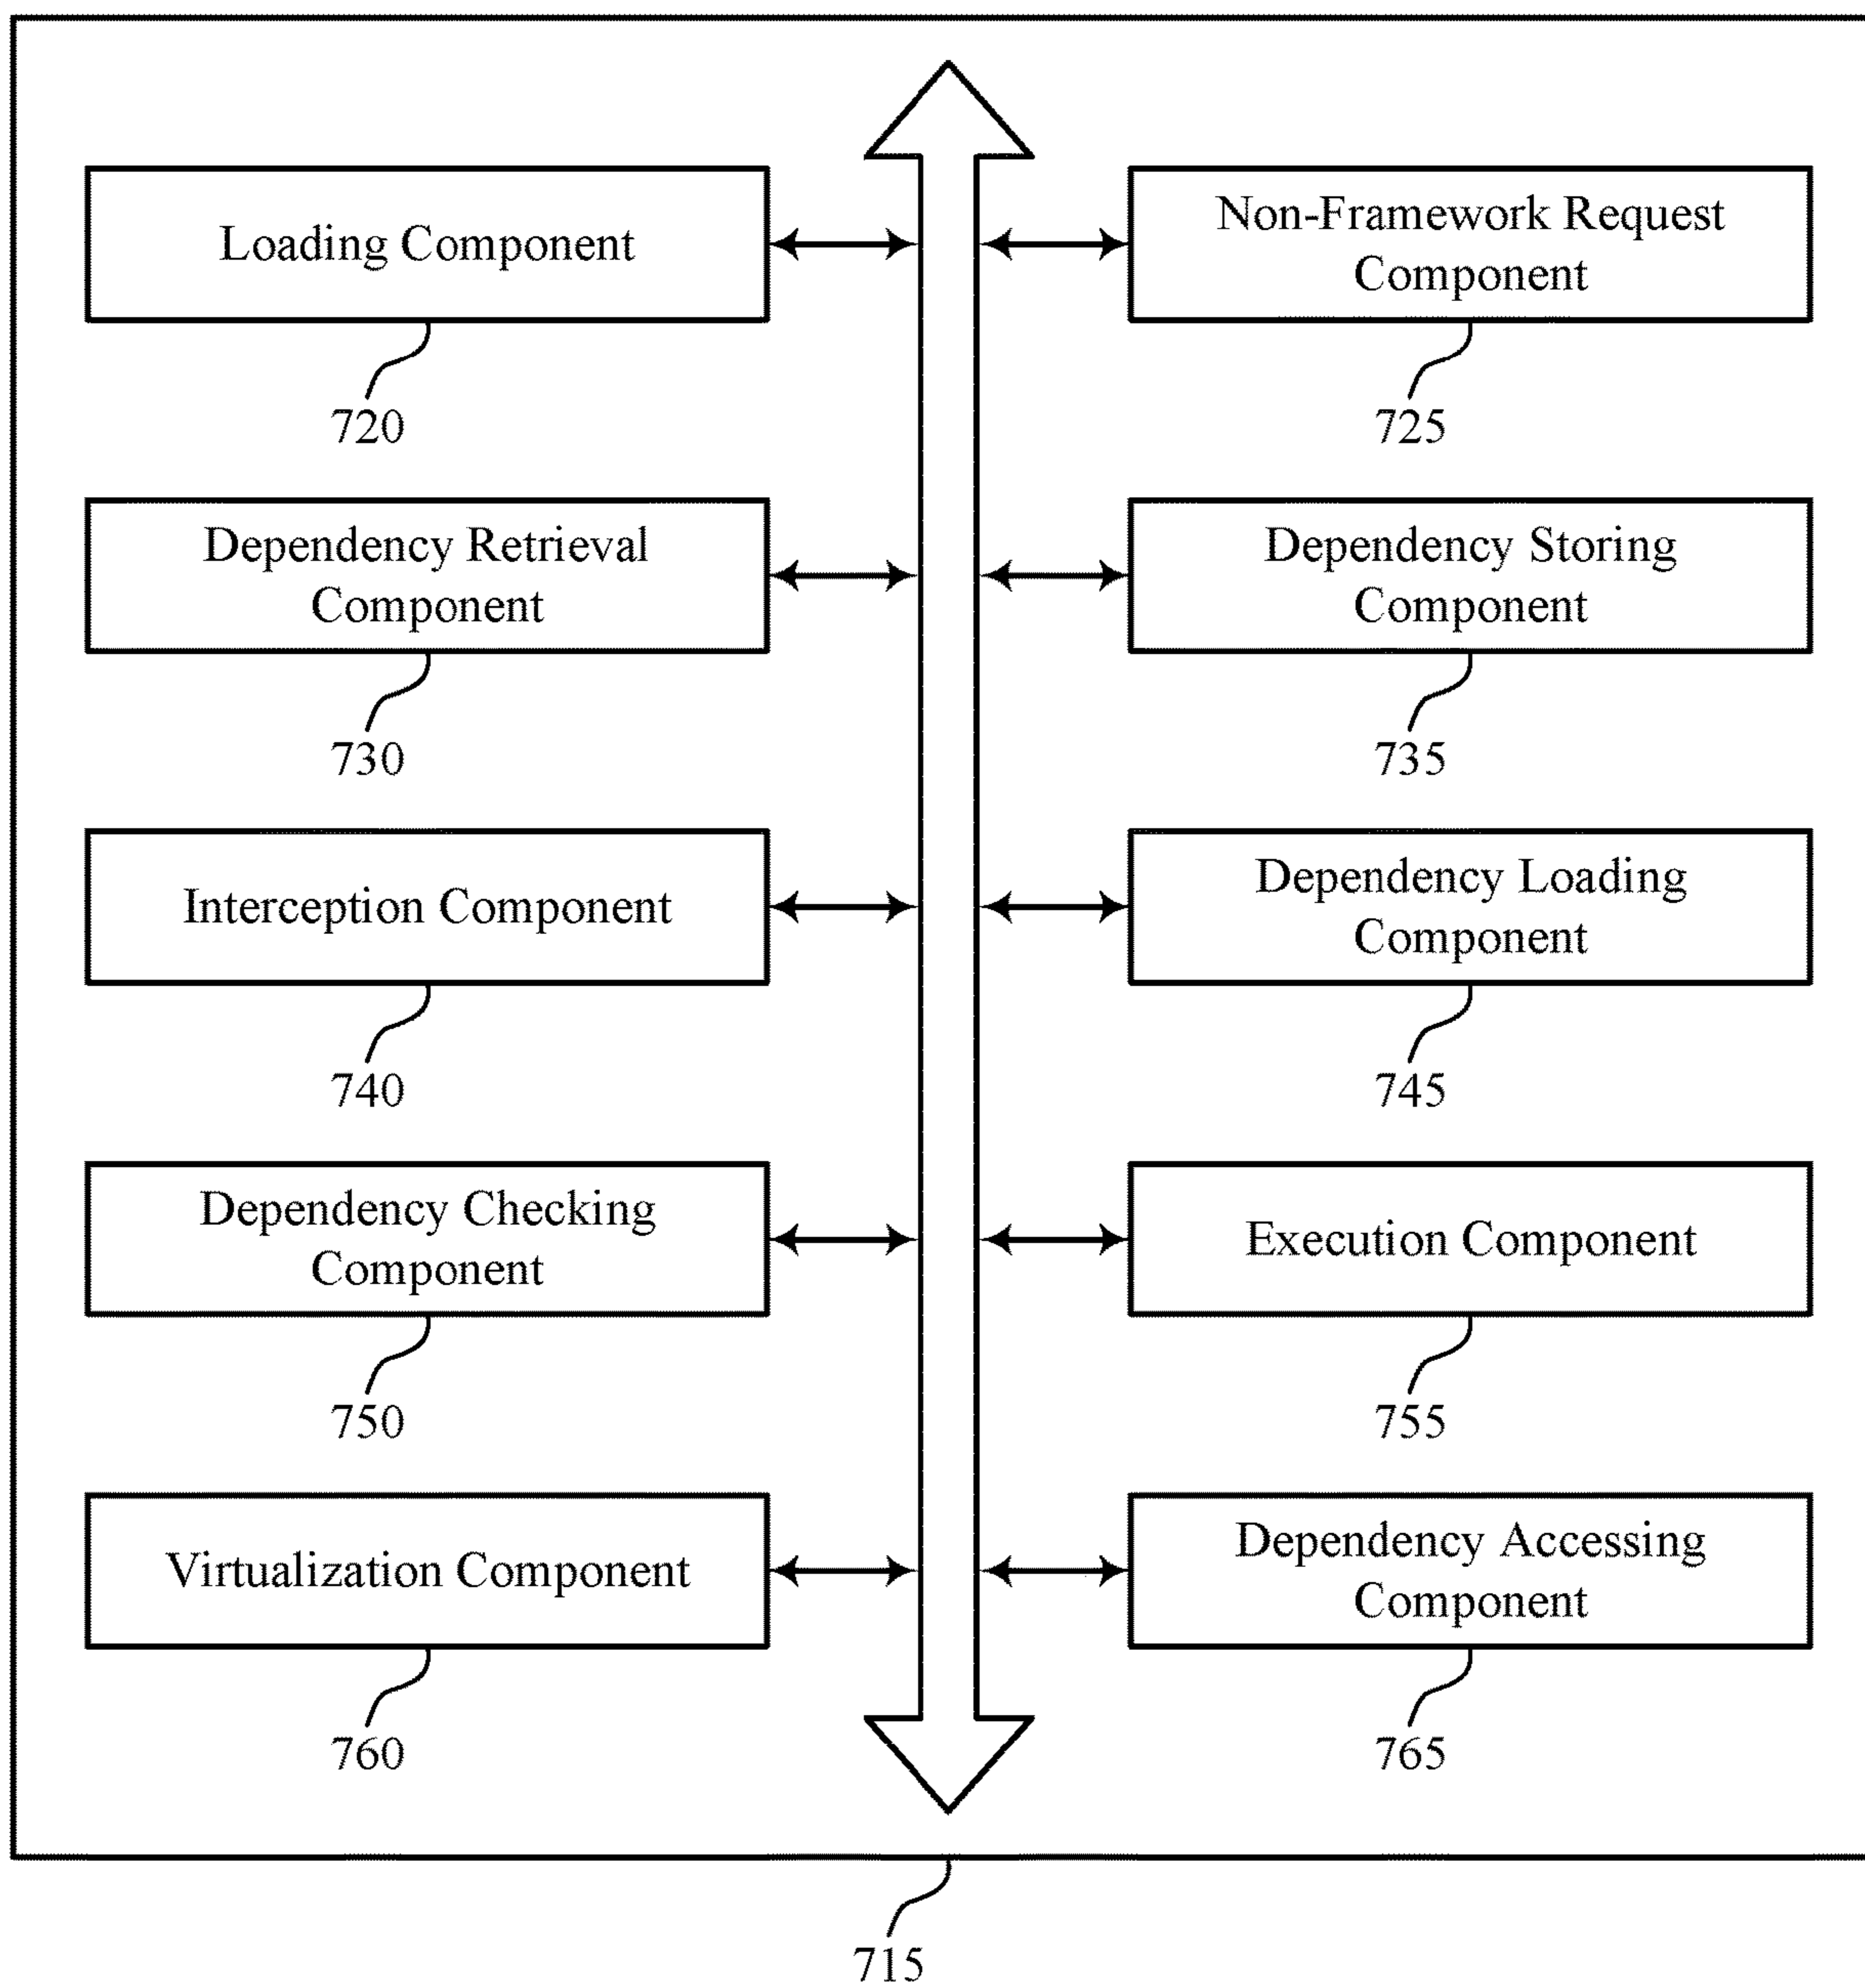 Loading Component
720
Non-Framework Request
Component
725
Dependency Retrieval
Component
730
Dependency Storing
Component
735
Interception Component
740
Dependency Loading
Component
745
Dependency Checking
Component
750
Execution Component
755
Virtualization Component
760
Dependency Accessing
Component
765
715